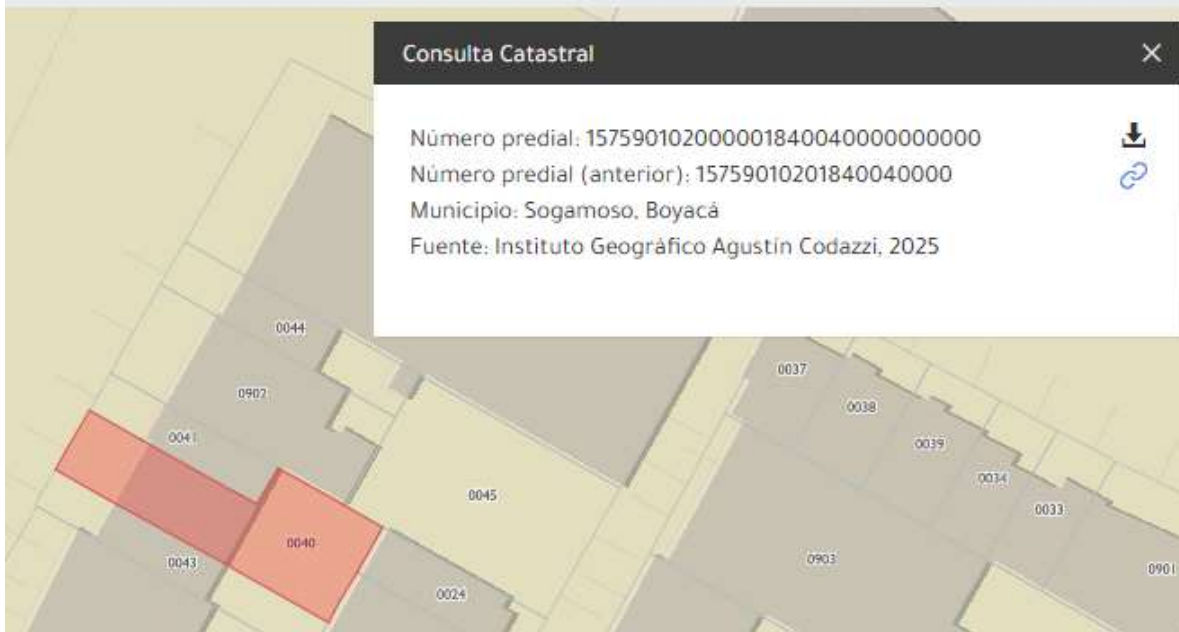 Consulta Catastral
Número predial: 157590102000001840040000000000
Número predial (anterior): 15759010201840040000
Municipio: Sogamoso, Boyacá
Fuente: Instituto Geográfico Agustín Codazzi, 2025
0044
0037
0902
0038
0041
0039
0034
0045
0033
0040
0043
0903
0901
0024